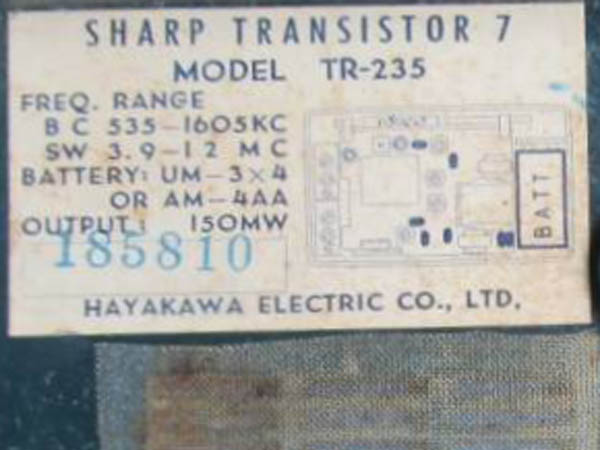 SHARP TRANSISTOR 7
MODEL TR-235
FREQ. RANGE
BC 535-1605KC
SW 3.9-12 MC
BATTERY: UM-3×4
OR AM-4AA
OUTPUT: 150MW
185810
BATT.
HAYAKAWA ELECTRIC CO., LTD.